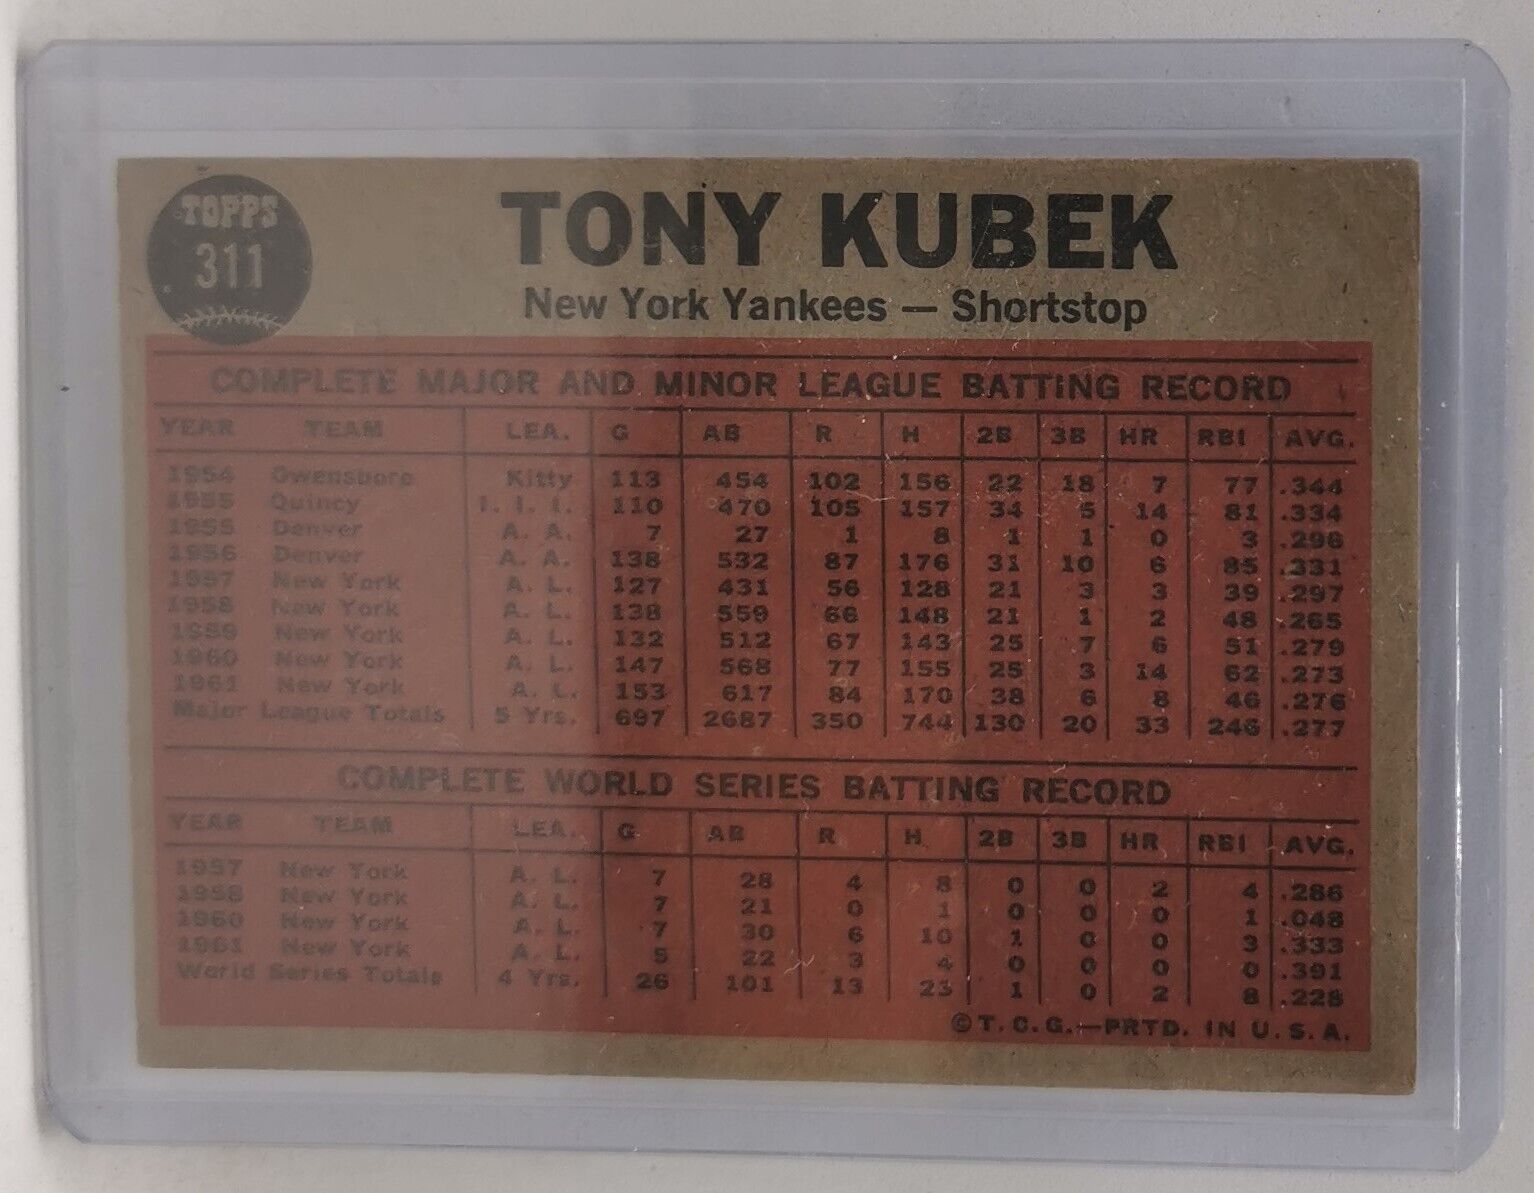 TOPPS
311
TONY KUBEK
New York Yankees — Shortstop
COMPLETE MAJOR AND MINOR LEAGUE BATTING RECORD
YEAR TEAM LEA. G AB R H 2B 3B HR RBI AVG.
1954 Owensboro Kitty 113 454 102 156 22 18 7 77 .344
1955 Quincy I. I. I. 110 470 105 157 34 5 14 81 .334
1955 Denver A. A. 7 27 1 8 1 1 0 3 .296
1956 Denver A. A. 138 532 87 176 31 10 6 85 .331
1957 New York A. L. 127 431 56 128 21 3 3 39 .297
1958 New York A. L. 138 559 66 148 21 1 2 48 .265
1959 New York A. L. 132 512 67 143 25 7 6 51 .279
1960 New York A. L. 147 568 77 155 25 3 14 62 .273
1961 New York A. L. 153 617 84 170 38 6 8 46 .276
Major League Totals 5 Yrs. 697 2687 350 744 130 20 33 246 .277
COMPLETE WORLD SERIES BATTING RECORD
YEAR TEAM LEA. G AB R H 2B 3B HR RBI AVG.
1957 New York A. L. 7 28 4 8 0 0 2 4 .286
1958 New York A. L. 7 21 0 1 0 0 0 1 .048
1960 New York A. L. 7 30 6 10 1 0 0 3 .333
1961 New York A. L. 5 22 3 4 0 0 0 0 .391
World Series Totals 4 Yrs. 26 101 13 23 1 0 2 8 .228
© T. C. G.—PRTD. IN U. S. A.